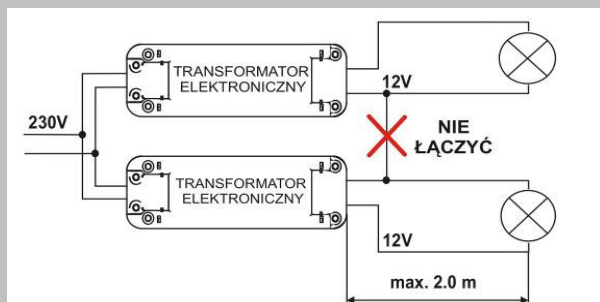 TRANSFORMATOR
ELEKTRONICZNY
12V
230V
NIE
ŁĄCZYĆ
TRANSFORMATOR
ELEKTRONICZNY
12V
max. 2.0 m